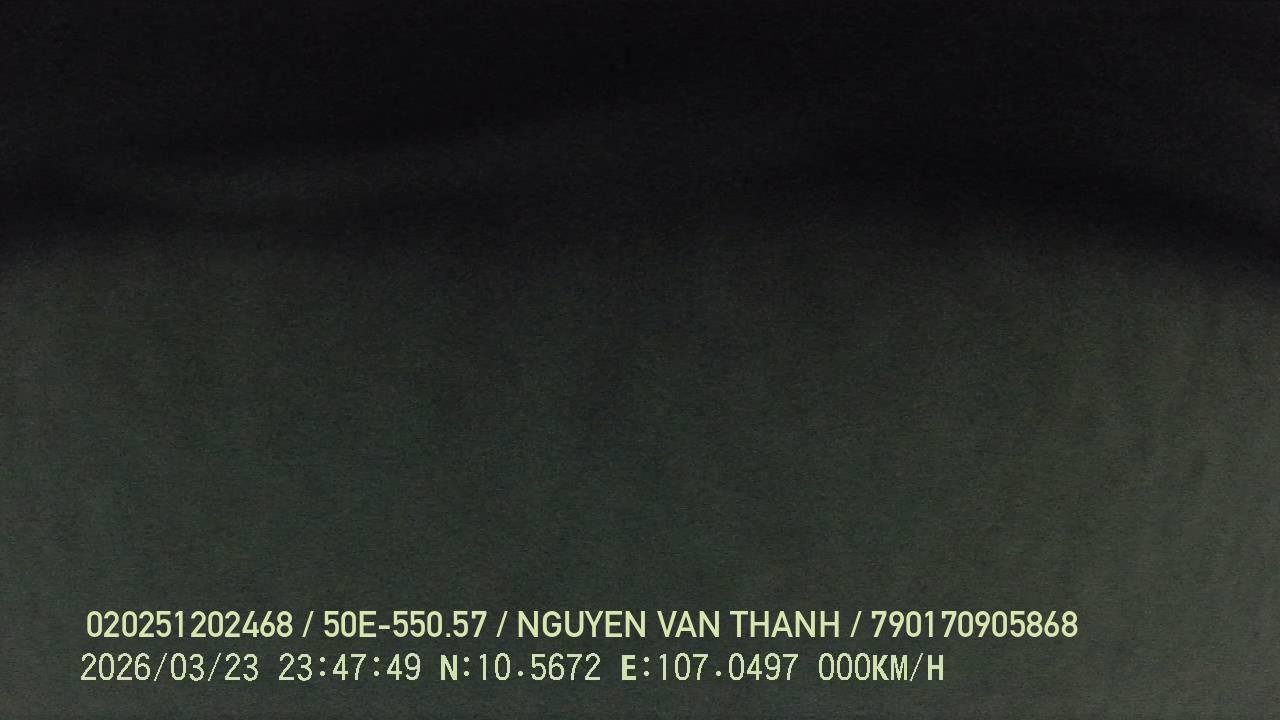 020251202468 / 50E-550.57 / NGUYEN VAN THANH / 790170905868
2026/03/23 23:47:49 N:10.5672 E:107.0497 000KM/H